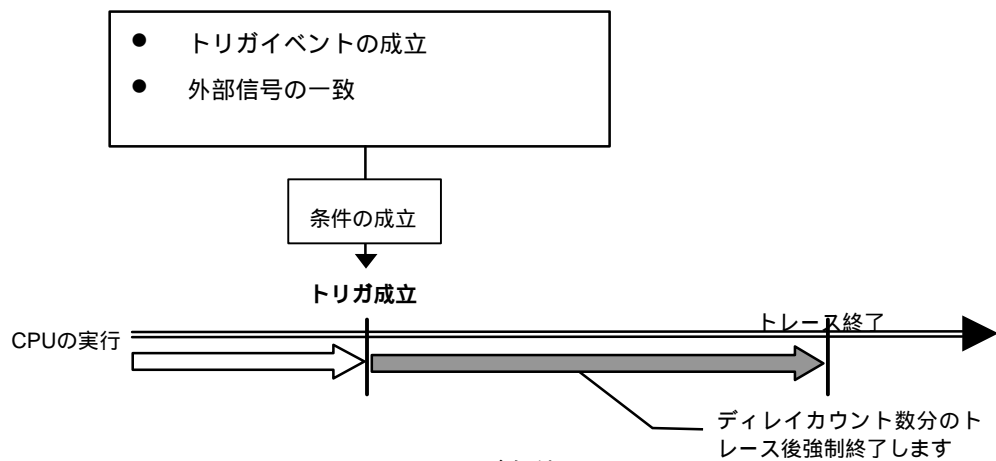 ● トリガイベントの成立
● 外部信号の一致
条件の成立
トリガ成立
トレース終了
CPUの実行
ディレイカウント数分のト
レース後強制終了します